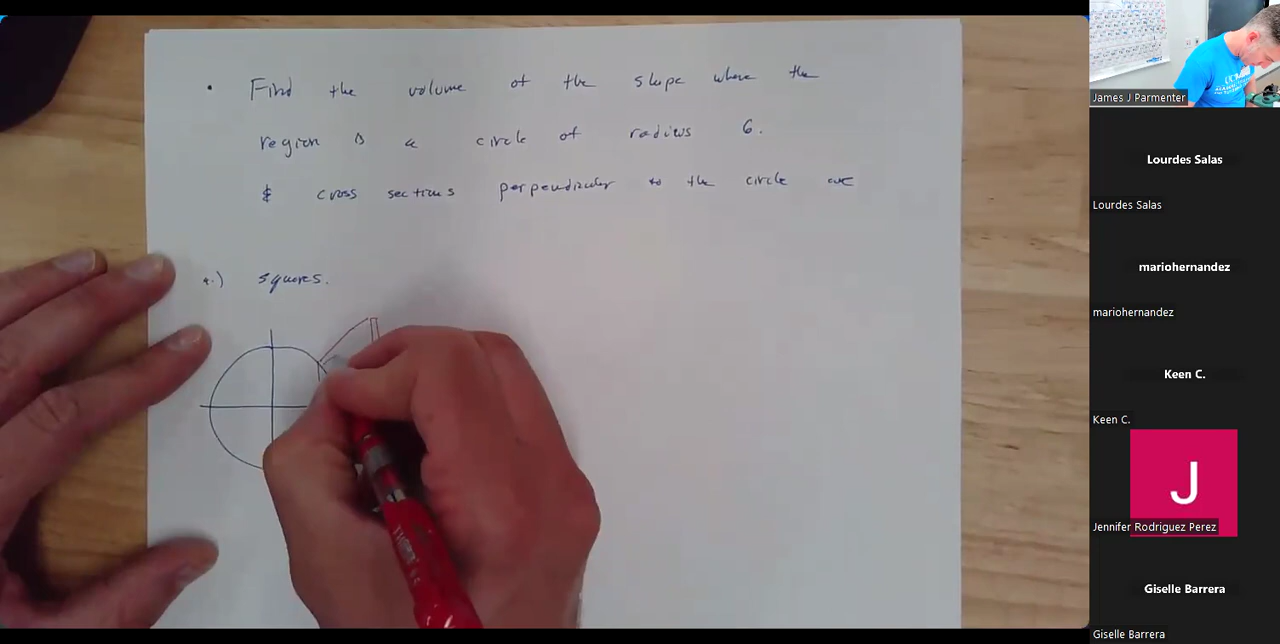 • Find the volume of the shape where the
region is a circle of radius 6.
& cross sections perpendicular to the circle are
a.) squares.
James J Parmenter
Lourdes Salas
Lourdes Salas
mariohernandez
mariohernandez
Keen C.
Keen C.
J
Jennifer Rodriguez Perez
Giselle Barrera
Giselle Barrera